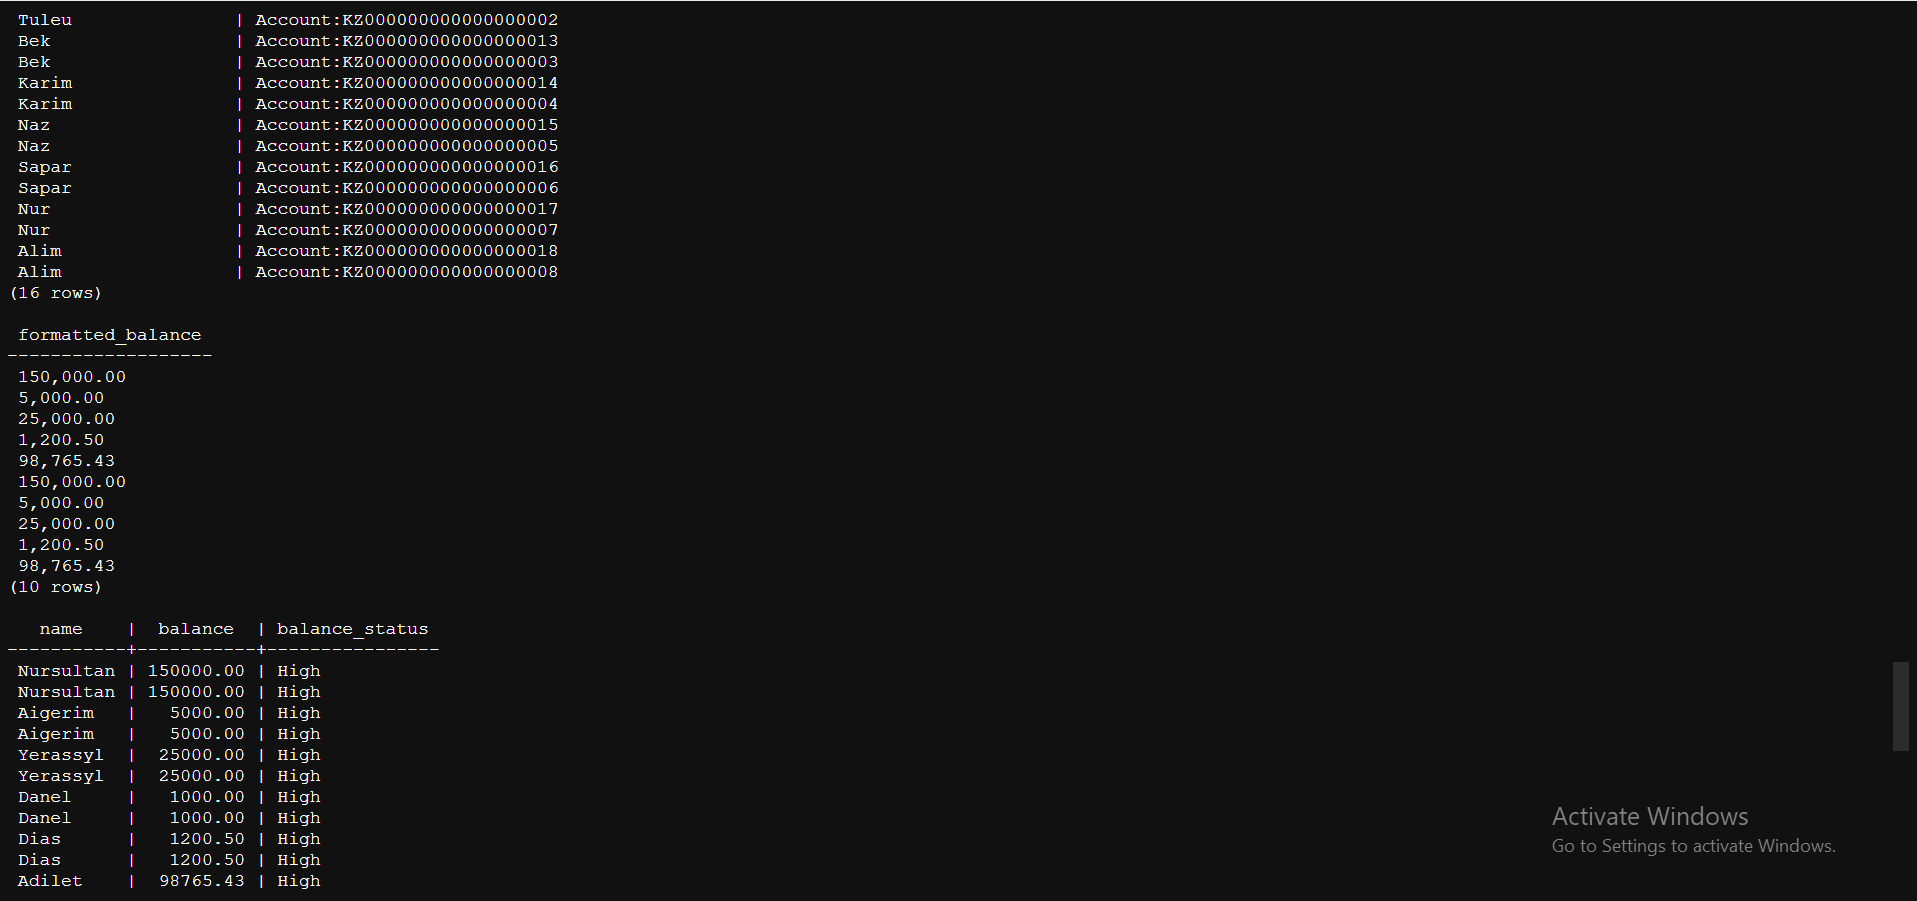 Tuleu | Account:KZ000000000000000002
Bek | Account:KZ000000000000000013
Bek | Account:KZ000000000000000003
Karim | Account:KZ000000000000000014
Karim | Account:KZ000000000000000004
Naz | Account:KZ000000000000000015
Naz | Account:KZ000000000000000005
Sapar | Account:KZ000000000000000016
Sapar | Account:KZ000000000000000006
Nur | Account:KZ000000000000000017
Nur | Account:KZ000000000000000007
Alim | Account:KZ000000000000000018
Alim | Account:KZ000000000000000008
(16 rows)
formatted_balance
-------------------
150,000.00
5,000.00
25,000.00
1,200.50
98,765.43
150,000.00
5,000.00
25,000.00
1,200.50
98,765.43
(10 rows)
name | balance | balance_status
-----------+-----------+----------------
Nursultan | 150000.00 | High
Nursultan | 150000.00 | High
Aigerim | 5000.00 | High
Aigerim | 5000.00 | High
Yerassyl | 25000.00 | High
Yerassyl | 25000.00 | High
Danel | 1000.00 | High
Danel | 1000.00 | High
Dias | 1200.50 | High
Dias | 1200.50 | High
Adilet | 98765.43 | High
Activate Windows
Go to Settings to activate Windows.